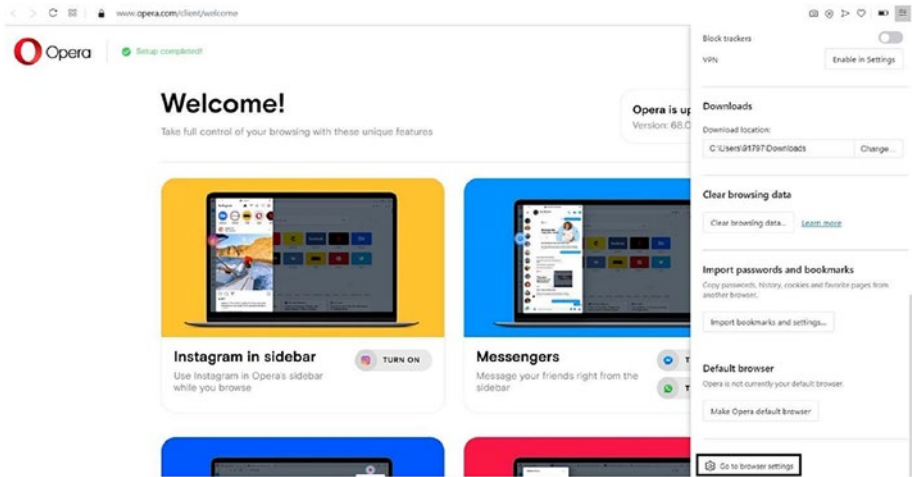 www.opera.com/client/welcome
Opera
Setup completed!
Welcome!
Take full control of your browsing with these unique features
Opera is up
Version: 68.0
Instagram in sidebar
TURN ON
Use Instagram in Opera's sidebar
while you browse
Messengers
Message your friends right from the
sidebar
T
T
Block trackers
VPN
Enable in Settings
Downloads
Download location:
C:\Users\91797\Downloads
Change...
Clear browsing data
Clear browsing data...
Learn more
Import passwords and bookmarks
Copy passwords, history, cookies and favorite pages from
another browser.
Import bookmarks and settings...
Default browser
Opera is not currently your default browser.
Make Opera default browser
Go to browser settings